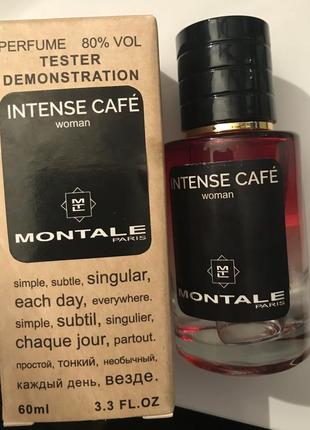 PERFUME 80% VOL
TESTER
DEMONSTRATION
INTENSE CAFÉ
woman
MONTALE
PARIS
simple, subtle, singular,
each day, everywhere.
simple, subtil, singulier,
chaque jour, partout.
простой, тонкий, необычный,
каждый день, везде.
60ml 3.3 FL.OZ
INTENSE CAFÉ
woman
MONTALE
PARIS